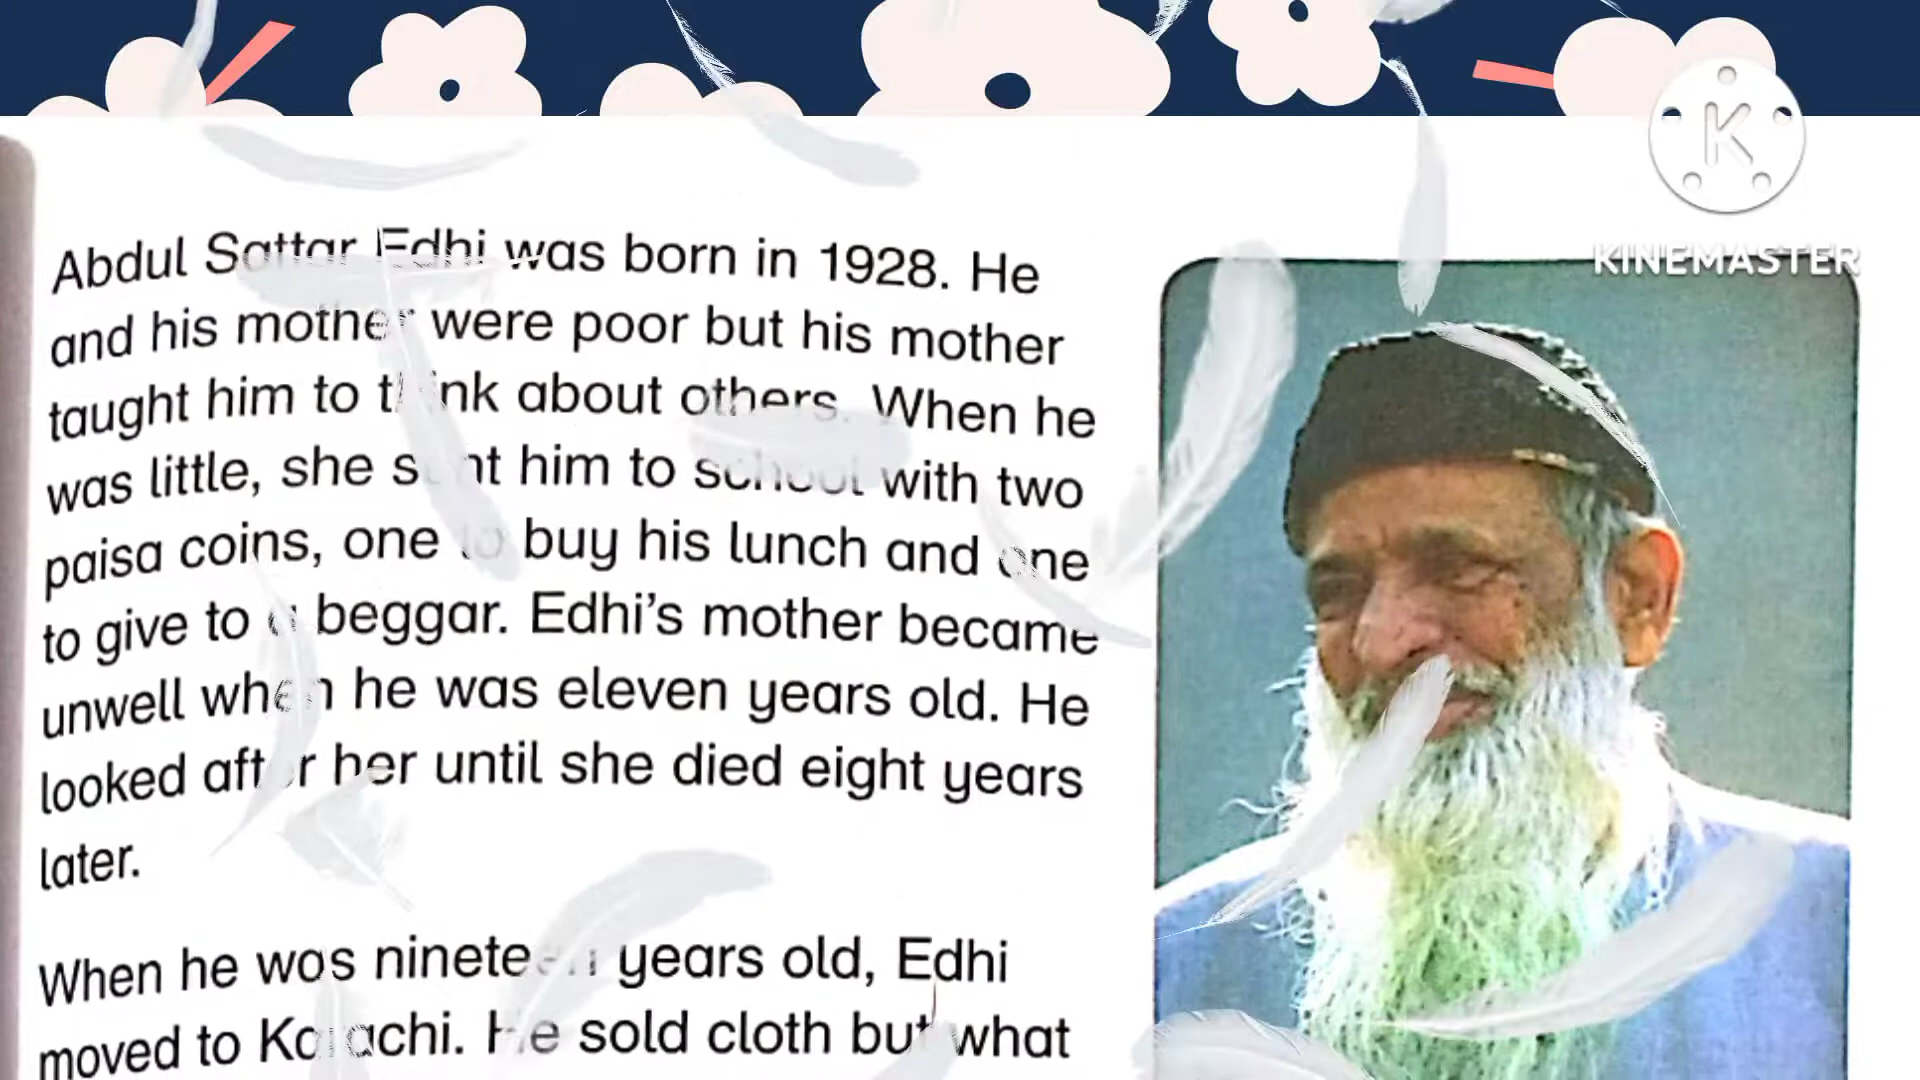 K
KINEMASTER
Abdul Sattar Edhi was born in 1928. He
and his mother were poor but his mother
taught him to think about others. When he
was little, she sent him to school with two
paisa coins, one to buy his lunch and one
to give to a beggar. Edhi's mother became
unwell when he was eleven years old. He
looked after her until she died eight years
later.
When he was nineteen years old, Edhi
moved to Karachi. He sold cloth but what